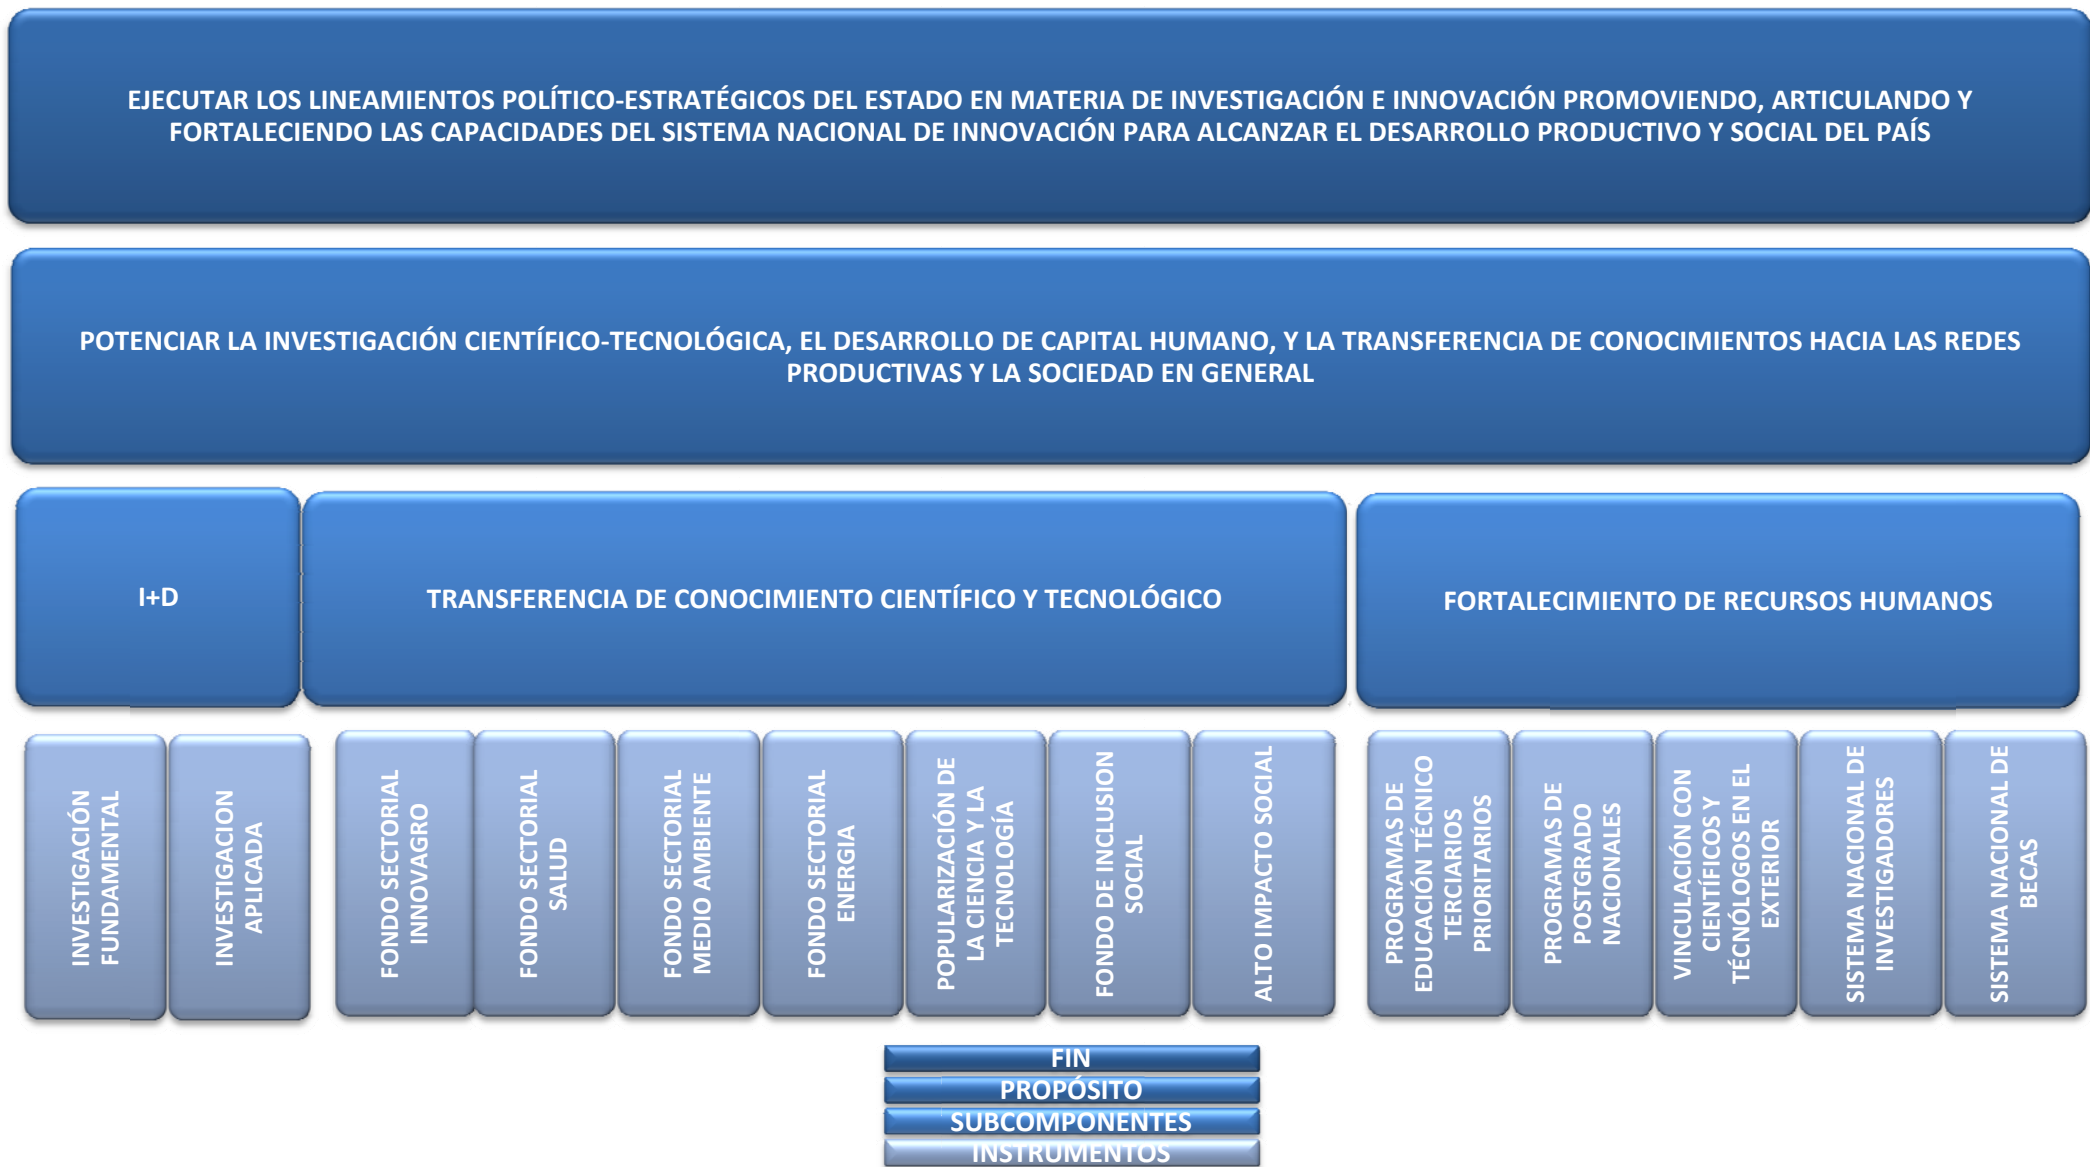 EJECUTAR LOS LINEAMIENTOS POLÍTICO-ESTRATÉGICOS DEL ESTADO EN MATERIA DE INVESTIGACIÓN E INNOVACIÓN PROMOVIENDO, ARTICULANDO Y
FORTALECIENDO LAS CAPACIDADES DEL SISTEMA NACIONAL DE INNOVACIÓN PARA ALCANZAR EL DESARROLLO PRODUCTIVO Y SOCIAL DEL PAÍS
POTENCIAR LA INVESTIGACIÓN CIENTÍFICO-TECNOLÓGICA, EL DESARROLLO DE CAPITAL HUMANO, Y LA TRANSFERENCIA DE CONOCIMIENTOS HACIA LAS REDES
PRODUCTIVAS Y LA SOCIEDAD EN GENERAL
I+D
TRANSFERENCIA DE CONOCIMIENTO CIENTÍFICO Y TECNOLÓGICO
FORTALECIMIENTO DE RECURSOS HUMANOS
INVESTIGACIÓN
FUNDAMENTAL
INVESTIGACION
APLICADA
FONDO SECTORIAL
INNOVAGRO
FONDO SECTORIAL
SALUD
FONDO SECTORIAL
MEDIO AMBIENTE
FONDO SECTORIAL
ENERGIA
POPULARIZACIÓN DE
LA CIENCIA Y LA
TECNOLOGÍA
FONDO DE INCLUSION
SOCIAL
ALTO IMPACTO SOCIAL
PROGRAMAS DE
EDUCACIÓN TÉCNICO
TERCIARIOS
PRIORITARIOS
PROGRAMAS DE
POSTGRADO
NACIONALES
VINCULACIÓN CON
CIENTÍFICOS Y
TÉCNÓLOGOS EN EL
EXTERIOR
SISTEMA NACIONAL DE
INVESTIGADORES
SISTEMA NACIONAL DE
BECAS
FIN
PROPÓSITO
SUBCOMPONENTES
INSTRUMENTOS